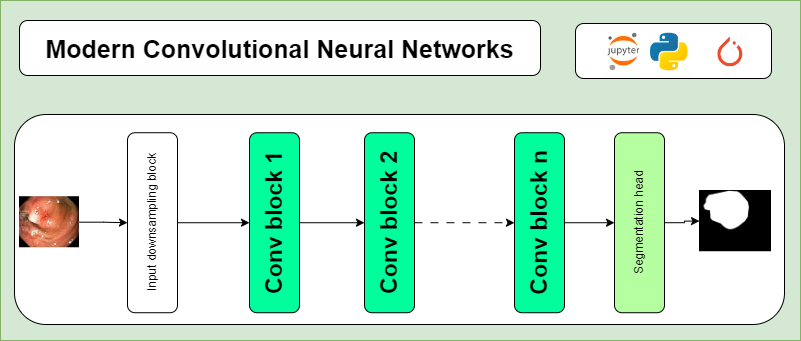 Modern Convolutional Neural Networks
jupyter
Input downsampling block
Conv block 1
Conv block 2
Conv block n
Segmentation head